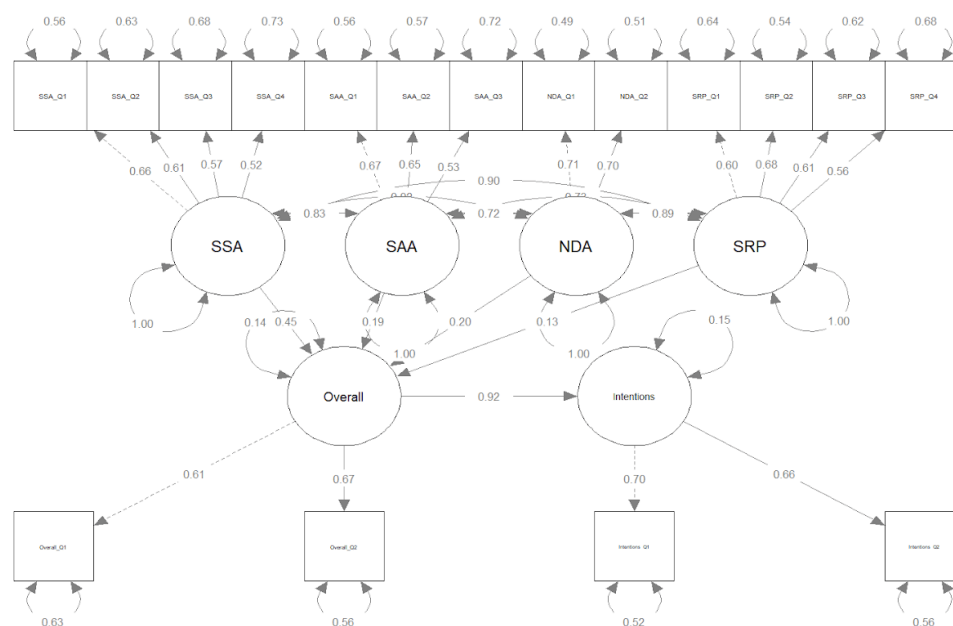 0.56 0.63 0.68 0.73 0.56 0.57 0.72 0.49 0.51 0.64 0.54 0.62 0.68
SSA_Q1 SSA_Q2 SSA_Q3 SSA_Q4 SAA_Q1 SAA_Q2 SAA_Q3 NDA_Q1 NDA_Q2 SRP_Q1 SRP_Q2 SRP_Q3 SRP_Q4
0.66 0.61 0.57 0.52 0.67 0.65 0.53 0.71 0.70 0.60 0.68 0.61 0.56
0.90
0.83 0.72 0.89
SSA SAA NDA SRP
1.00 0.14 0.45 0.19 1.00 0.20 1.00 0.13 0.15 1.00
Overall 0.92 Intentions
0.61 0.67 0.70 0.66
Overall_Q1 Overall_Q2 Intentions_Q1 Intentions_Q2
0.63 0.56 0.52 0.56